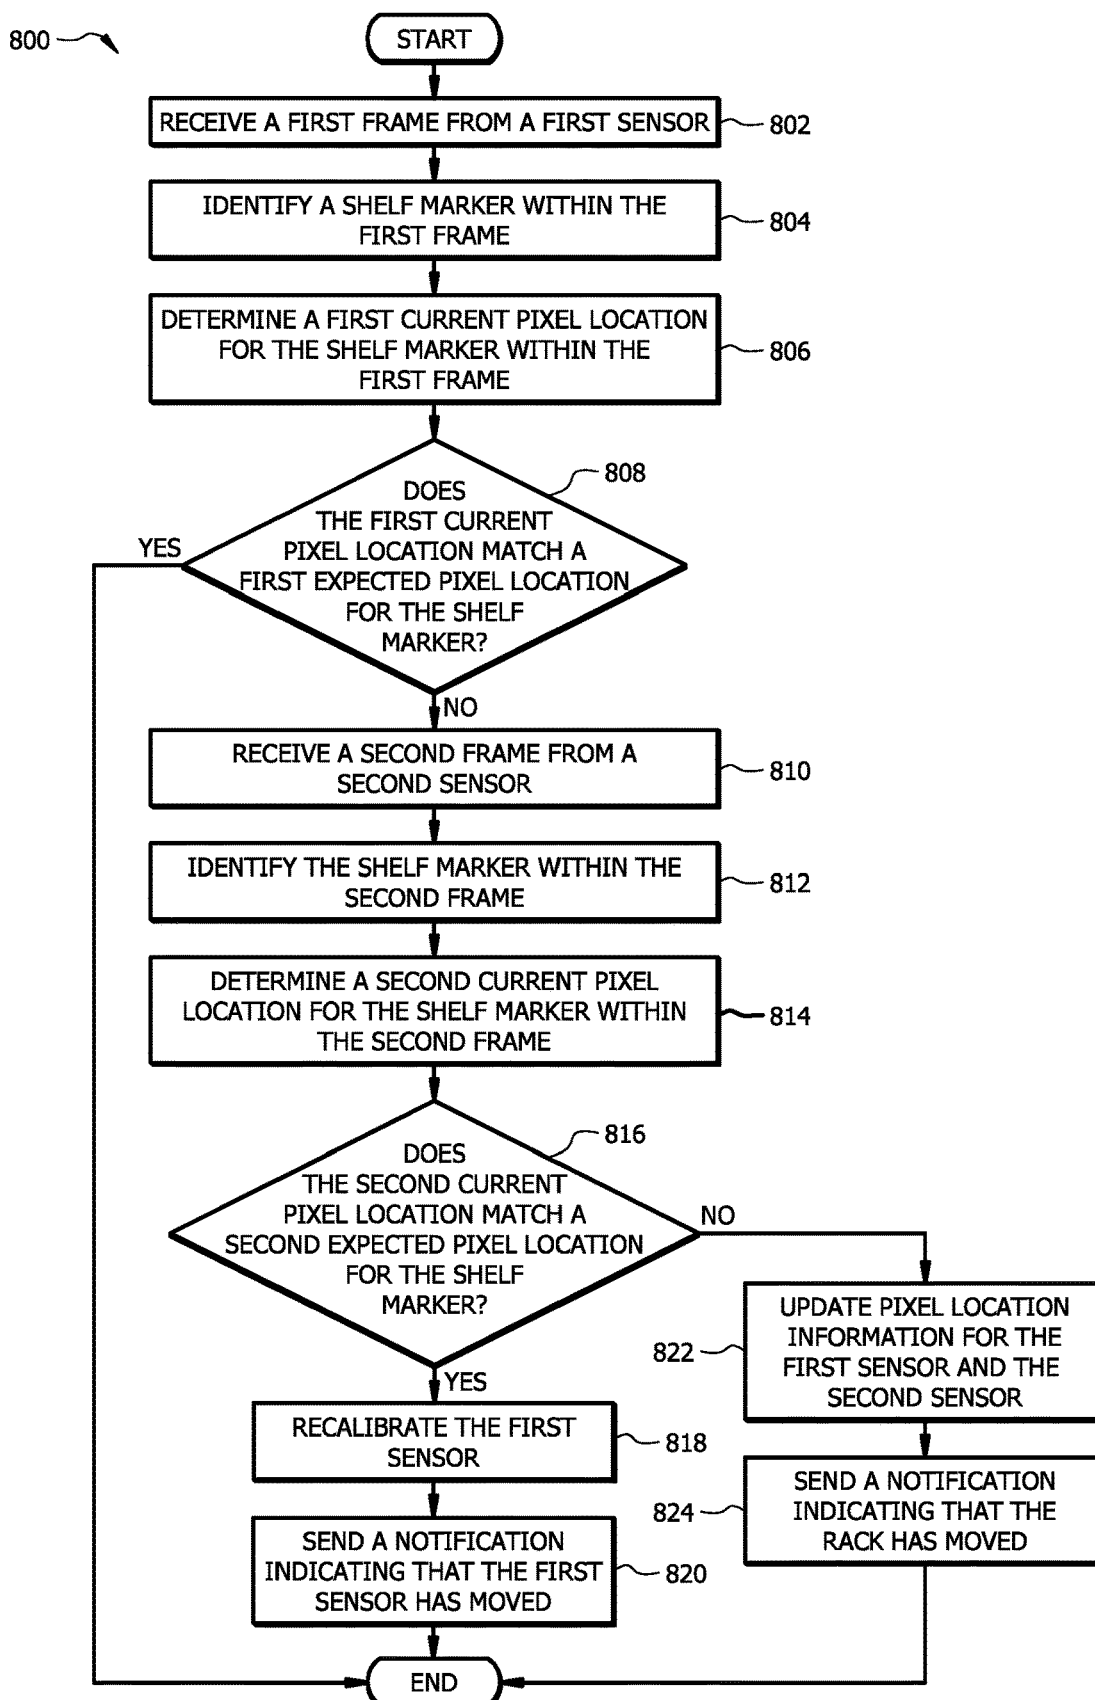 800
START
RECEIVE A FIRST FRAME FROM A FIRST SENSOR
802
IDENTIFY A SHELF MARKER WITHIN THE
FIRST FRAME
804
DETERMINE A FIRST CURRENT PIXEL LOCATION
FOR THE SHELF MARKER WITHIN THE
FIRST FRAME
806
808
DOES
THE FIRST CURRENT
PIXEL LOCATION MATCH A
FIRST EXPECTED PIXEL LOCATION
FOR THE SHELF
MARKER?
YES
NO
RECEIVE A SECOND FRAME FROM A
SECOND SENSOR
810
IDENTIFY THE SHELF MARKER WITHIN THE
SECOND FRAME
812
DETERMINE A SECOND CURRENT PIXEL
LOCATION FOR THE SHELF MARKER WITHIN
THE SECOND FRAME
814
816
DOES
THE SECOND CURRENT
PIXEL LOCATION MATCH A
SECOND EXPECTED PIXEL LOCATION
FOR THE SHELF
MARKER?
NO
YES
UPDATE PIXEL LOCATION
INFORMATION FOR THE
FIRST SENSOR AND THE
SECOND SENSOR
822
RECALIBRATE THE FIRST
SENSOR
818
SEND A NOTIFICATION
INDICATING THAT THE
RACK HAS MOVED
824
SEND A NOTIFICATION
INDICATING THAT THE FIRST
SENSOR HAS MOVED
820
END